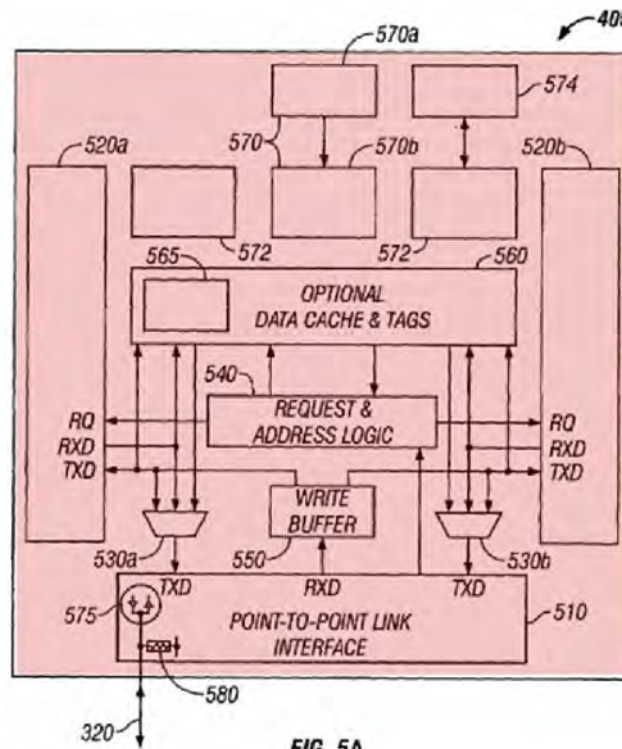 405
570a
574
520a
570
570b
520b
572
572
560
565
OPTIONAL
DATA CACHE & TAGS
540
REQUEST &
ADDRESS LOGIC
RQ
RXD
TXD
RQ
RXD
TXD
WRITE
BUFFER
530a
550
530b
TXD
RXD
TXD
575
POINT-TO-POINT LINK
INTERFACE
510
580
320
FIG. 5A